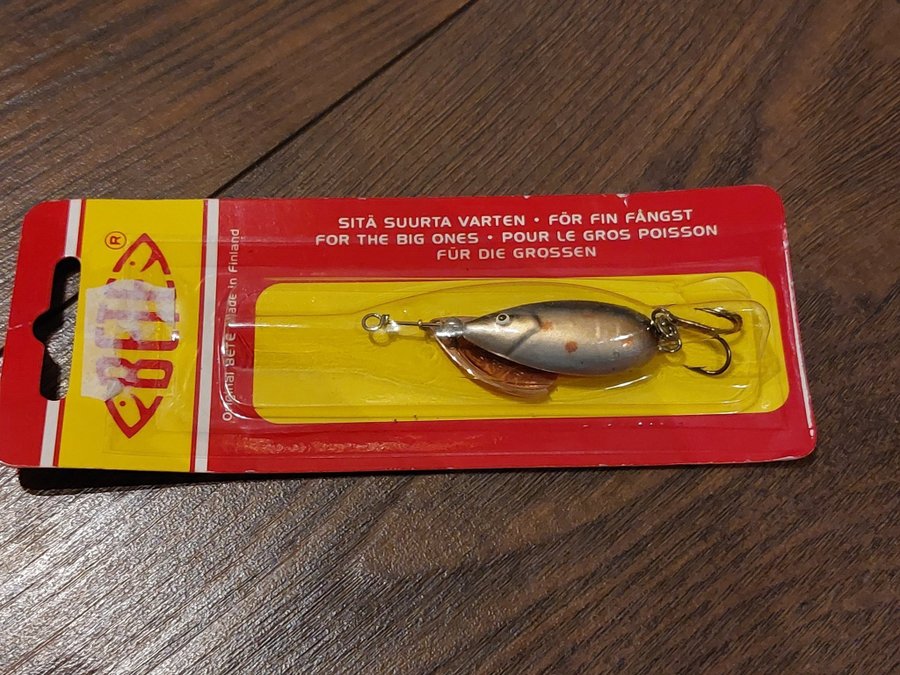 SITÄ SUURTA VARTEN • FÖR FIN FÅNGST
FOR THE BIG ONES • POUR LE GROS POISSON
FÜR DIE GROSSEN
Original BETE Made in Finland
BETE ®